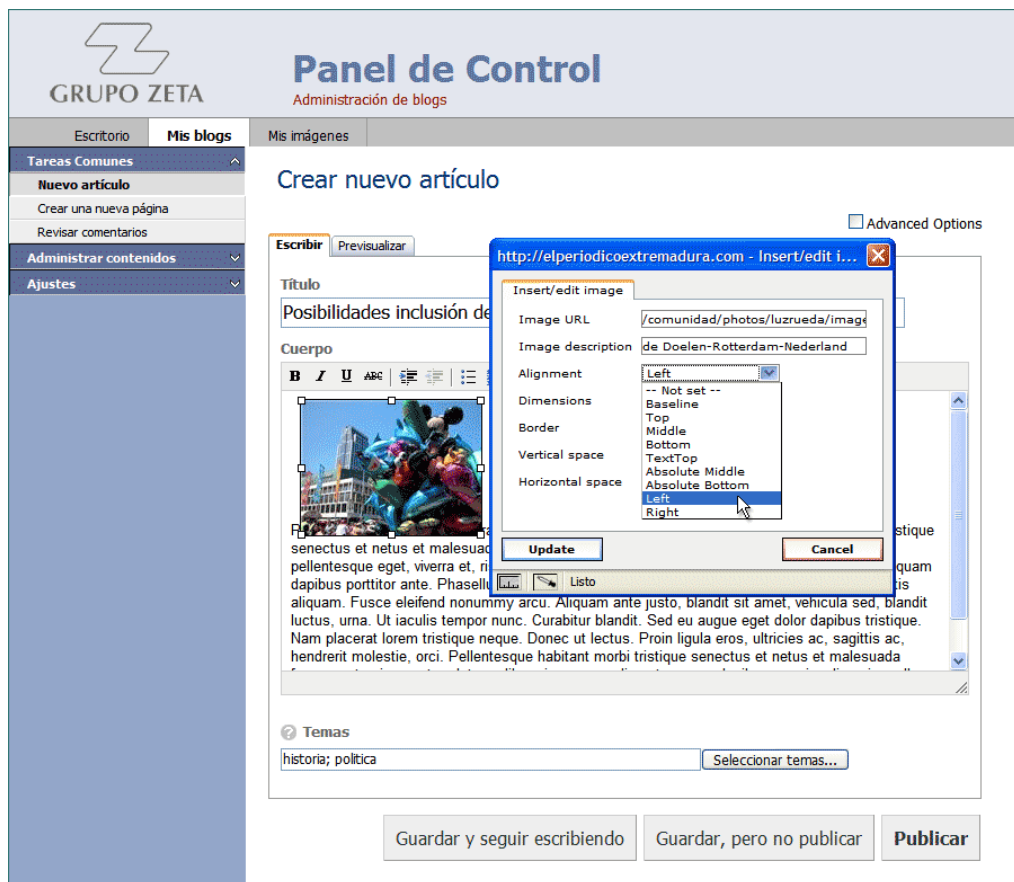 GRUPO ZETA
Panel de Control
Administración de blogs
Escritorio
Mis blogs
Mis imágenes
Tareas Comunes
Nuevo artículo
Crear una nueva página
Revisar comentarios
Administrar contenidos
Ajustes
Crear nuevo artículo
Advanced Options
Escribir
Previsualizar
Título
Posibilidades inclusión de
Cuerpo
B I U ABC
http://elperiodicoextremadura.com - Insert/edit i...
Insert/edit image
Image URL
/comunidad/photos/luzrueda/image
Image description
de Doelen-Rotterdam-Nederland
Alignment
Left
-- Not set --
Baseline
Top
Middle
Bottom
TextTop
Absolute Middle
Absolute Bottom
Left
Right
Dimensions
Border
Vertical space
Horizontal space
Update
Cancel
Listo
stique
senectus et netus et malesuad
pellentesque eget, viverra et, ri
quam
dapibus porttitor ante. Phasellu
tis
aliquam. Fusce eleifend nonummy arcu. Aliquam ante justo, blandit sit amet, vehicula sed, blandit
luctus, urna. Ut iaculis tempor nunc. Curabitur blandit. Sed eu augue eget dolor dapibus tristique.
Nam placerat lorem tristique neque. Donec ut lectus. Proin ligula eros, ultricies ac, sagittis ac,
hendrerit molestie, orci. Pellentesque habitant morbi tristique senectus et netus et malesuada
Temas
historia; politica
Seleccionar temas...
Guardar y seguir escribiendo
Guardar, pero no publicar
Publicar